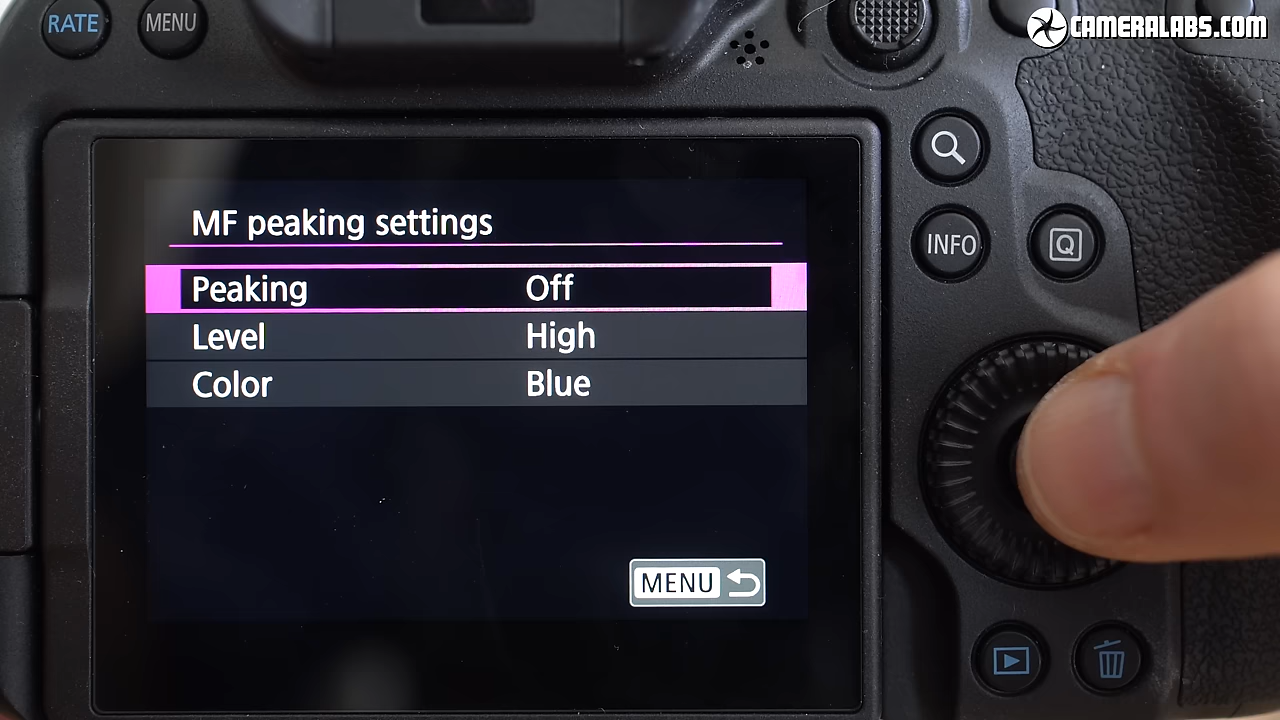 RATE
MENU
CAMERALABS.COM
MF peaking settings
Peaking Off
Level High
Color Blue
MENU
INFO
Q